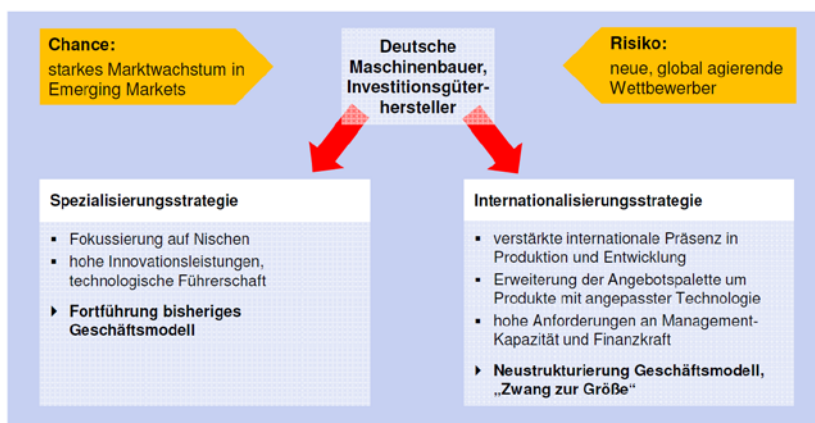 Chance:
starkes Marktwachstum in
Emerging Markets
Deutsche
Maschinenbauer,
Investitionsgüter-
hersteller
Risiko:
neue, global agierende
Wettbewerber
Spezialisierungsstrategie
▪ Fokussierung auf Nischen
▪ hohe Innovationsleistungen,
technologische Führerschaft
Fortführung bisheriges
Geschäftsmodell
Internationalisierungsstrategie
▪ verstärkte internationale Präsenz in
Produktion und Entwicklung
▪ Erweiterung der Angebotspalette um
Produkte mit angepasster Technologie
▪ hohe Anforderungen an Management-
Kapazität und Finanzkraft
Neustrukturierung Geschäftsmodell,
„Zwang zur Größe“